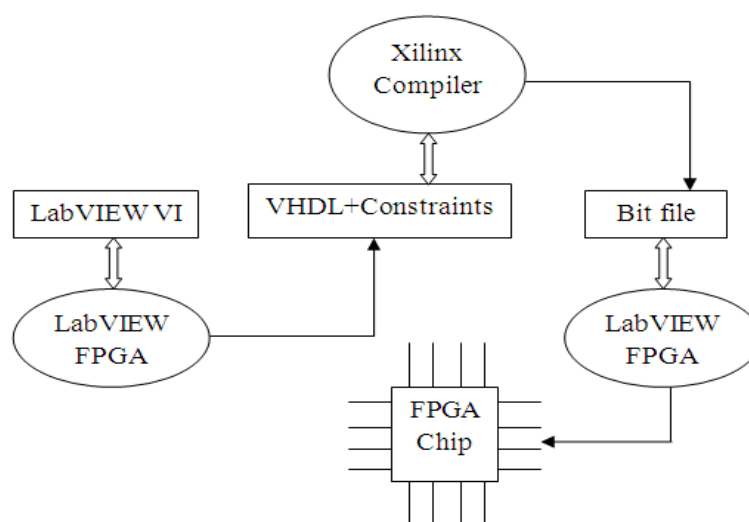 Xilinx
Compiler
LabVIEW VI
VHDL+Constraints
Bit file
LabVIEW
FPGA
LabVIEW
FPGA
FPGA
Chip